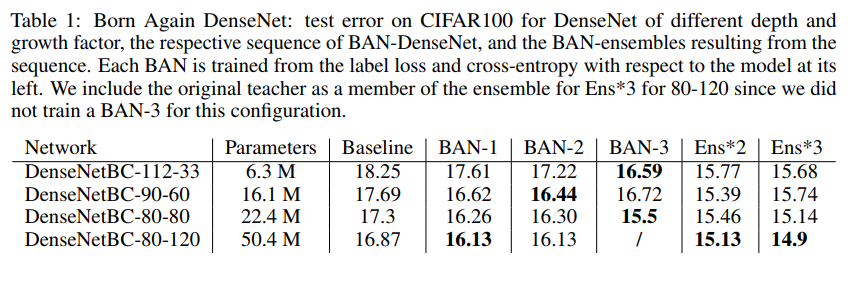 Table 1: Born Again DenseNet: test error on CIFAR100 for DenseNet of different depth and
growth factor, the respective sequence of BAN-DenseNet, and the BAN-ensembles resulting from the
sequence. Each BAN is trained from the label loss and cross-entropy with respect to the model at its
left. We include the original teacher as a member of the ensemble for Ens*3 for 80-120 since we did
not train a BAN-3 for this configuration.
Network Parameters Baseline BAN-1 BAN-2 BAN-3 Ens*2 Ens*3
DenseNetBC-112-33 6.3 M 18.25 17.61 17.22 16.59 15.77 15.68
DenseNetBC-90-60 16.1 M 17.69 16.62 16.44 16.72 15.39 15.74
DenseNetBC-80-80 22.4 M 17.3 16.26 16.30 15.5 15.46 15.14
DenseNetBC-80-120 50.4 M 16.87 16.13 16.13 / 15.13 14.9